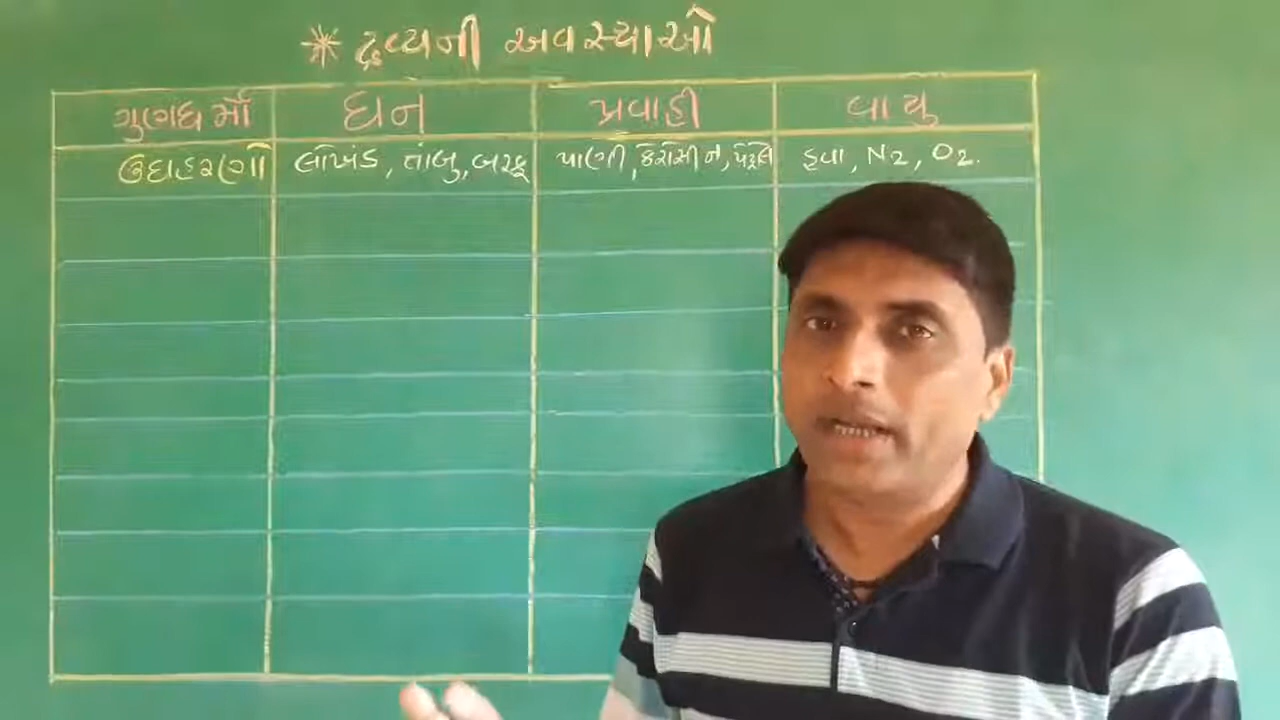 * દ્રવ્યની અવસ્થાઓ
ગુણધર્મો ઘન પ્રવાહી વાયુ
ઉદાહરણો લોખંડ, તાંબુ, બરફ પાણી, કેરોસીન, પેટ્રોલ હવા, N2, O2.